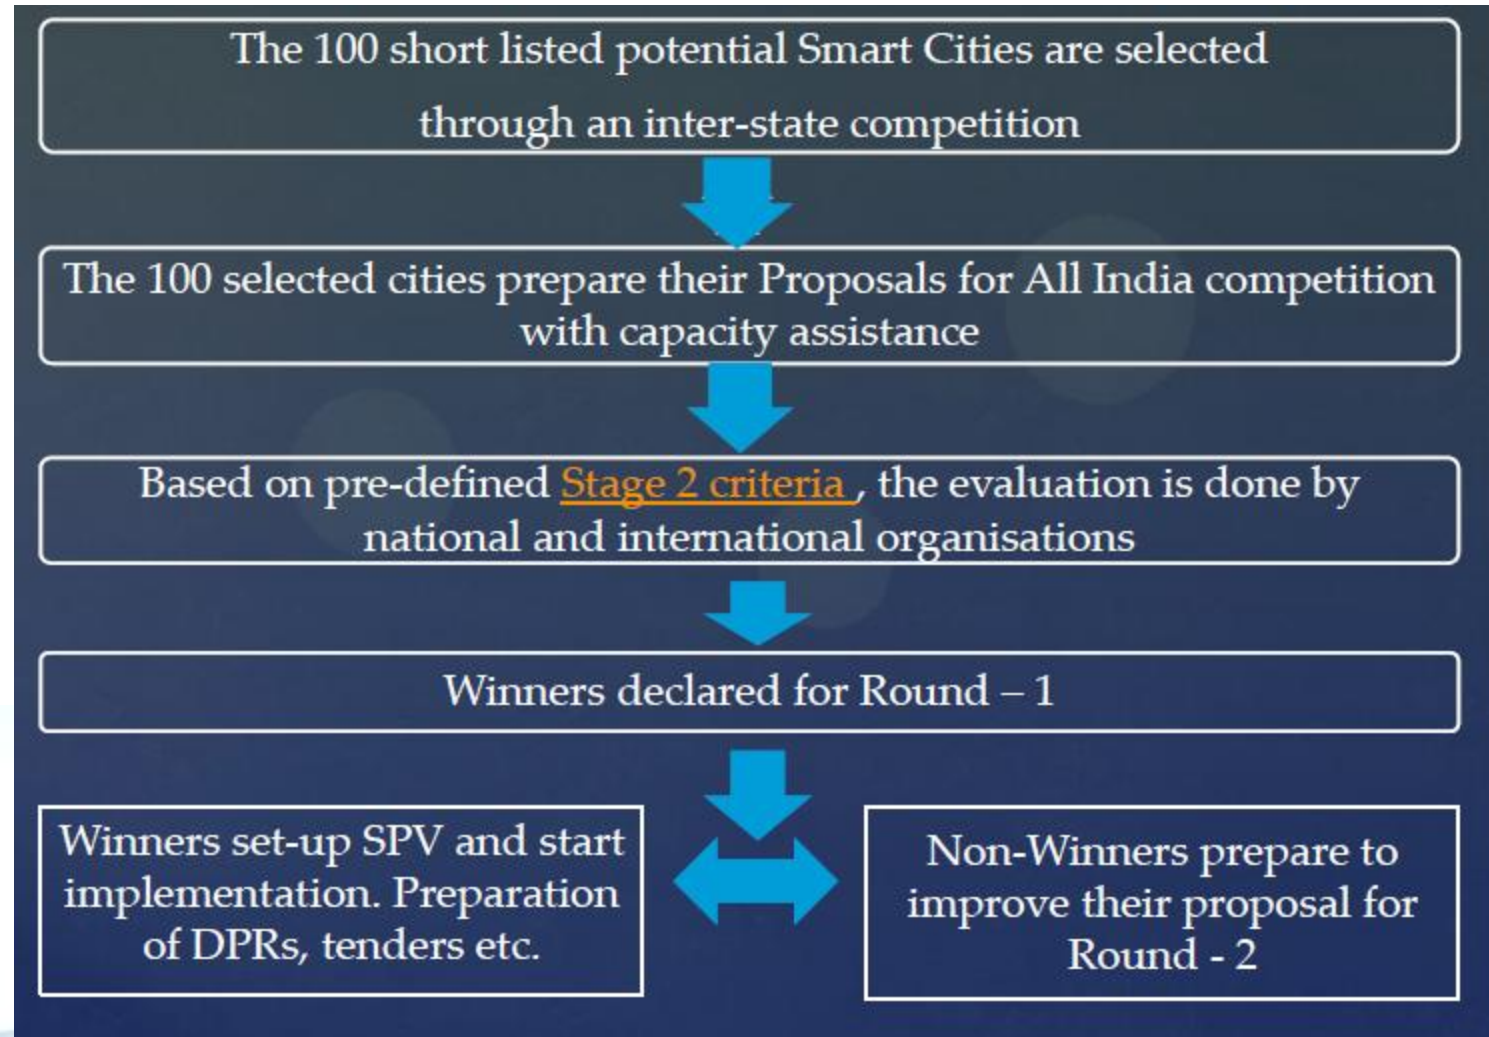 The 100 short listed potential Smart Cities are selected
through an inter-state competition
The 100 selected cities prepare their Proposals for All India competition
with capacity assistance
Based on pre-defined Stage 2 criteria , the evaluation is done by
national and international organisations
Winners declared for Round – 1
Winners set-up SPV and start
implementation. Preparation
of DPRs, tenders etc.
Non-Winners prepare to
improve their proposal for
Round - 2